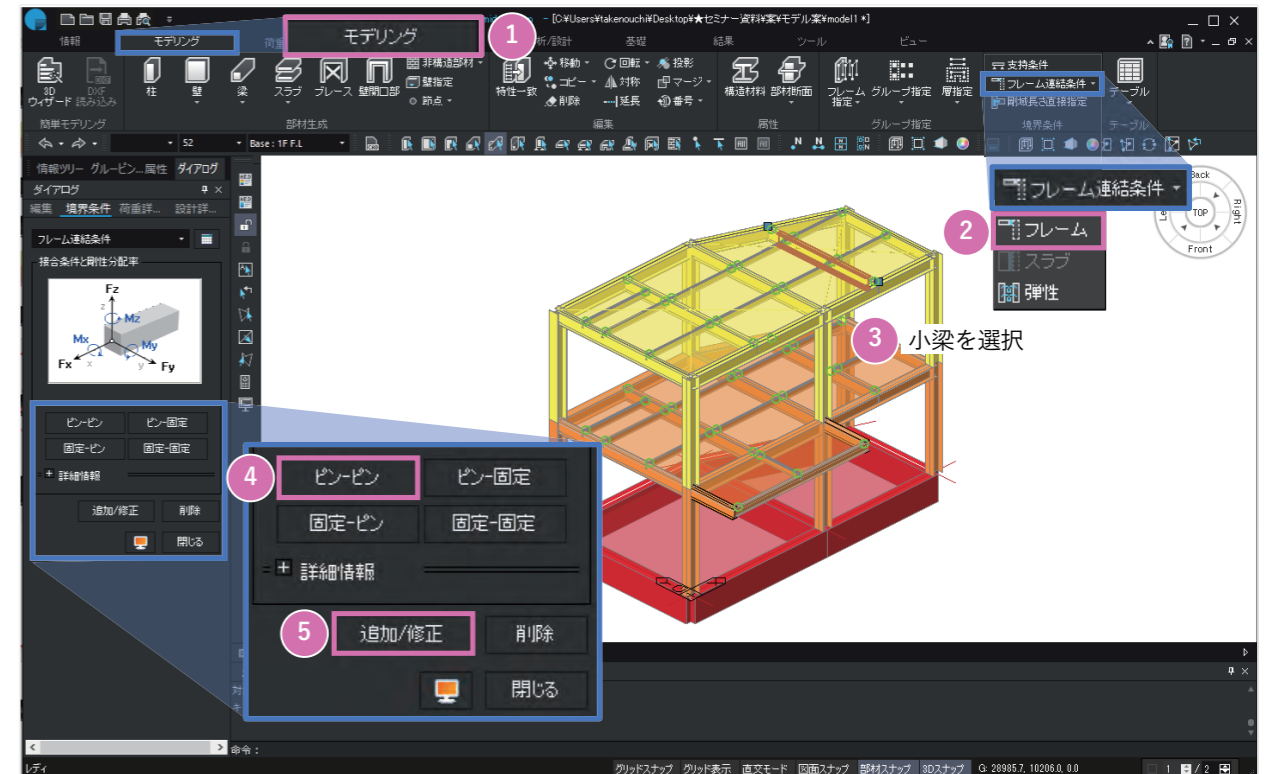 - [C:¥Users¥takenouchi¥Desktop¥★セミナー資料¥案¥モデル案¥model1 *]
情報 モデリング モデリング 1 析/設計 基礎 結果 ツール ビュー
3D ウィザード
DXF 読み込み
柱
壁
梁
スラブ
ブレース
壁開口部
非構造部材
壁指定
節点
特性一致
移動 回転 投影
コピー 対称 マージ
削除 延長 番号
構造材料
部材断面
フレーム指定
グループ指定
層指定
支持条件
フレーム連結条件
剛域長さ直接指定
テーブル
簡単モデリング 部材生成 編集 属性 グループ指定 境界条件 テーブル
52 Base : 1F F.L
情報ツリー グルーピン... 属性 ダイアログ
ダイアログ
編集 境界条件 荷重詳... 設計詳...
フレーム連結条件
接合条件と剛性分配率
Fz
z
Mz
Mx
My
Fx x y Fy
ピン-ピン ピン-固定
固定-ピン 固定-固定
+ 詳細情報
追加/修正 削除
閉じる
Back
Right
TOP
Front
フレーム連結条件
2 フレーム
スラブ
弾性
3 小梁を選択
4 ピン-ピン ピン-固定
固定-ピン 固定-固定
+ 詳細情報
5 追加/修正 削除
閉じる
命令 :
レディ
グリッドスナップ グリッド表示 直交モード 図面スナップ 部材スナップ 3Dスナップ G: 28985.7, 10206.0, 0.0 1 / 2